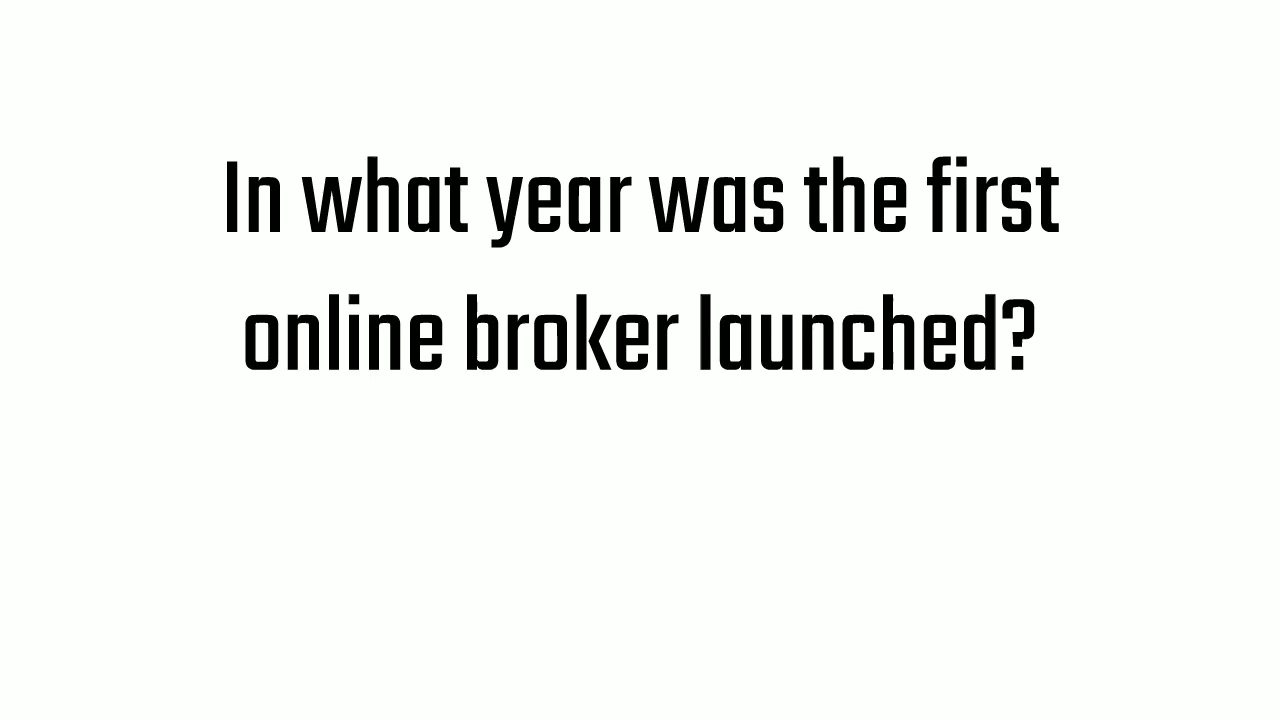 In what year was the first
online broker launched?